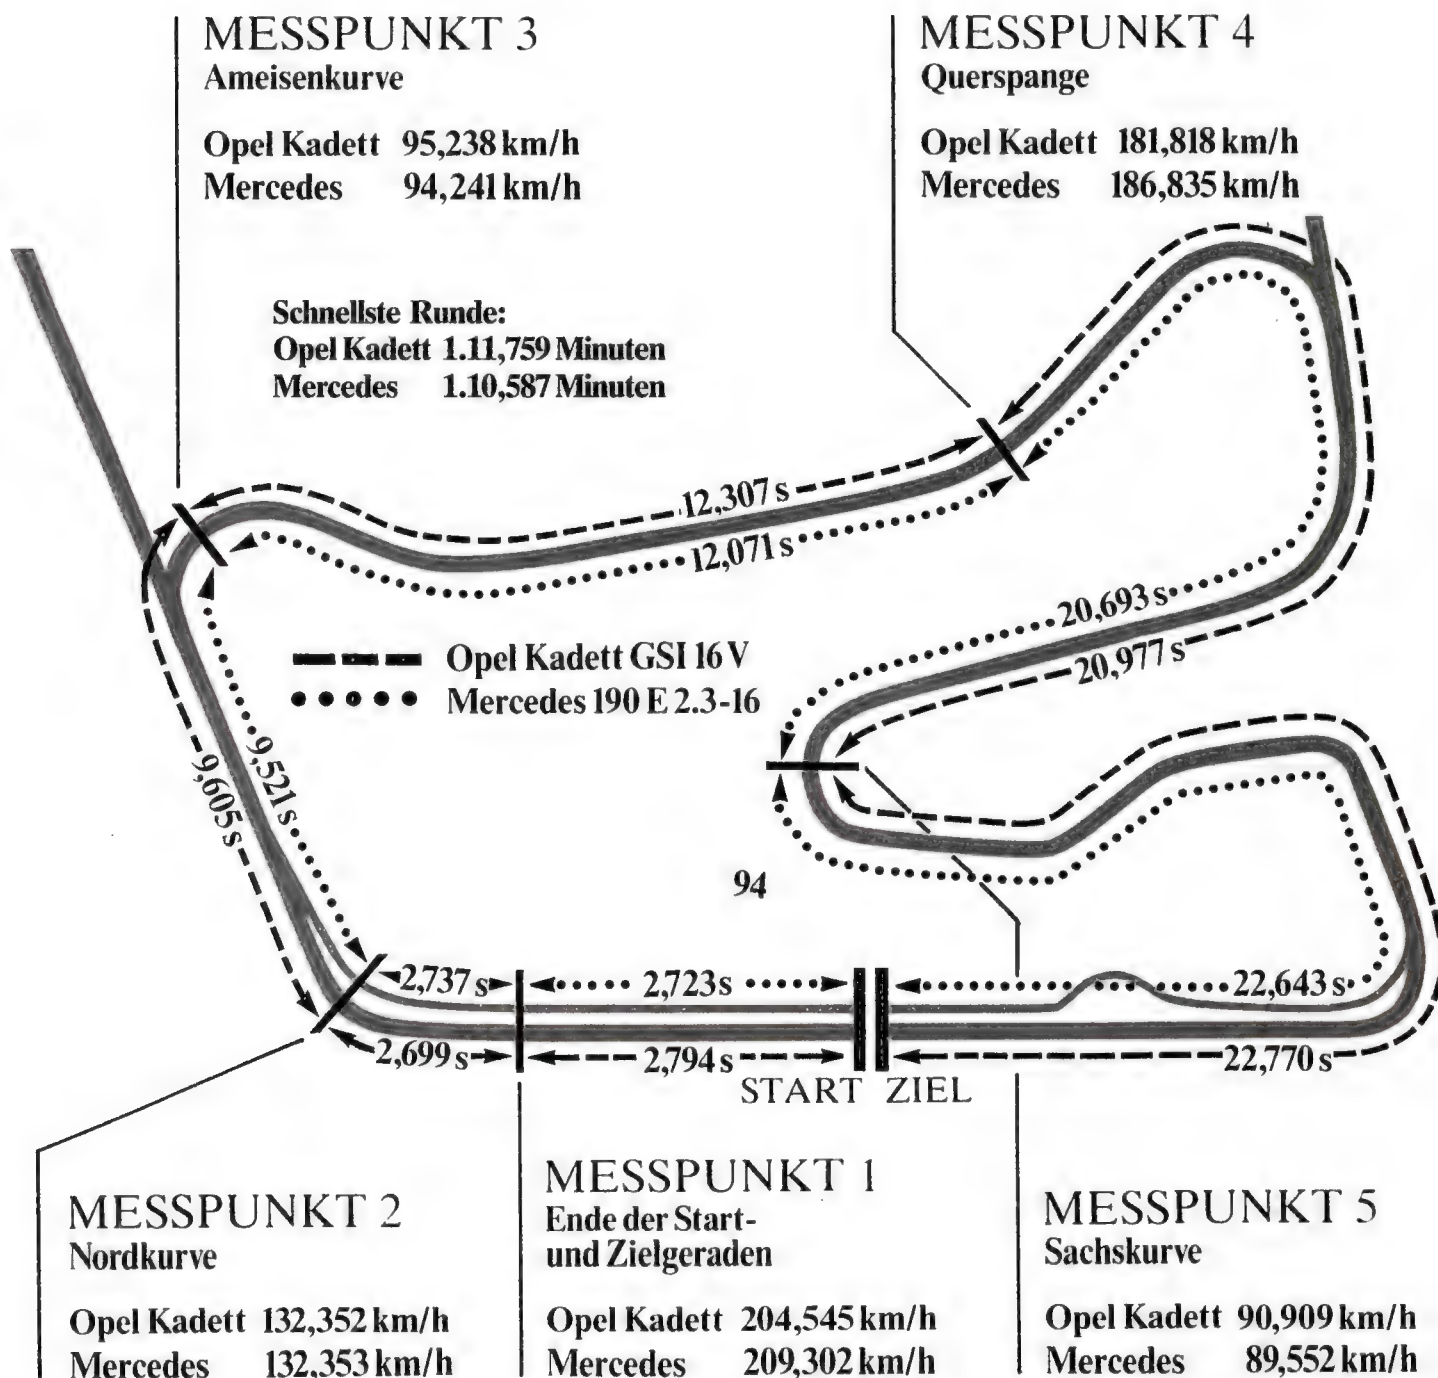 MESSPUNKT 3
Ameisenkurve
Opel Kadett 95,238 km/h
Mercedes 94,241 km/h
MESSPUNKT 4
Querspange
Opel Kadett 181,818 km/h
Mercedes 186,835 km/h
Schnellste Runde:
Opel Kadett 1.11,759 Minuten
Mercedes 1.10,587 Minuten
12,307 s
12,071 s
20,693 s
20,977 s
Opel Kadett GSI 16 V
Mercedes 190 E 2.3-16
9,521 s
9,605 s
94
2,737 s
2,723 s
22,643 s
2,699 s
2,794 s
22,770 s
START ZIEL
MESSPUNKT 2
Nordkurve
Opel Kadett 132,352 km/h
Mercedes 132,353 km/h
MESSPUNKT 1
Ende der Start-
und Zielgeraden
Opel Kadett 204,545 km/h
Mercedes 209,302 km/h
MESSPUNKT 5
Sachskurve
Opel Kadett 90,909 km/h
Mercedes 89,552 km/h